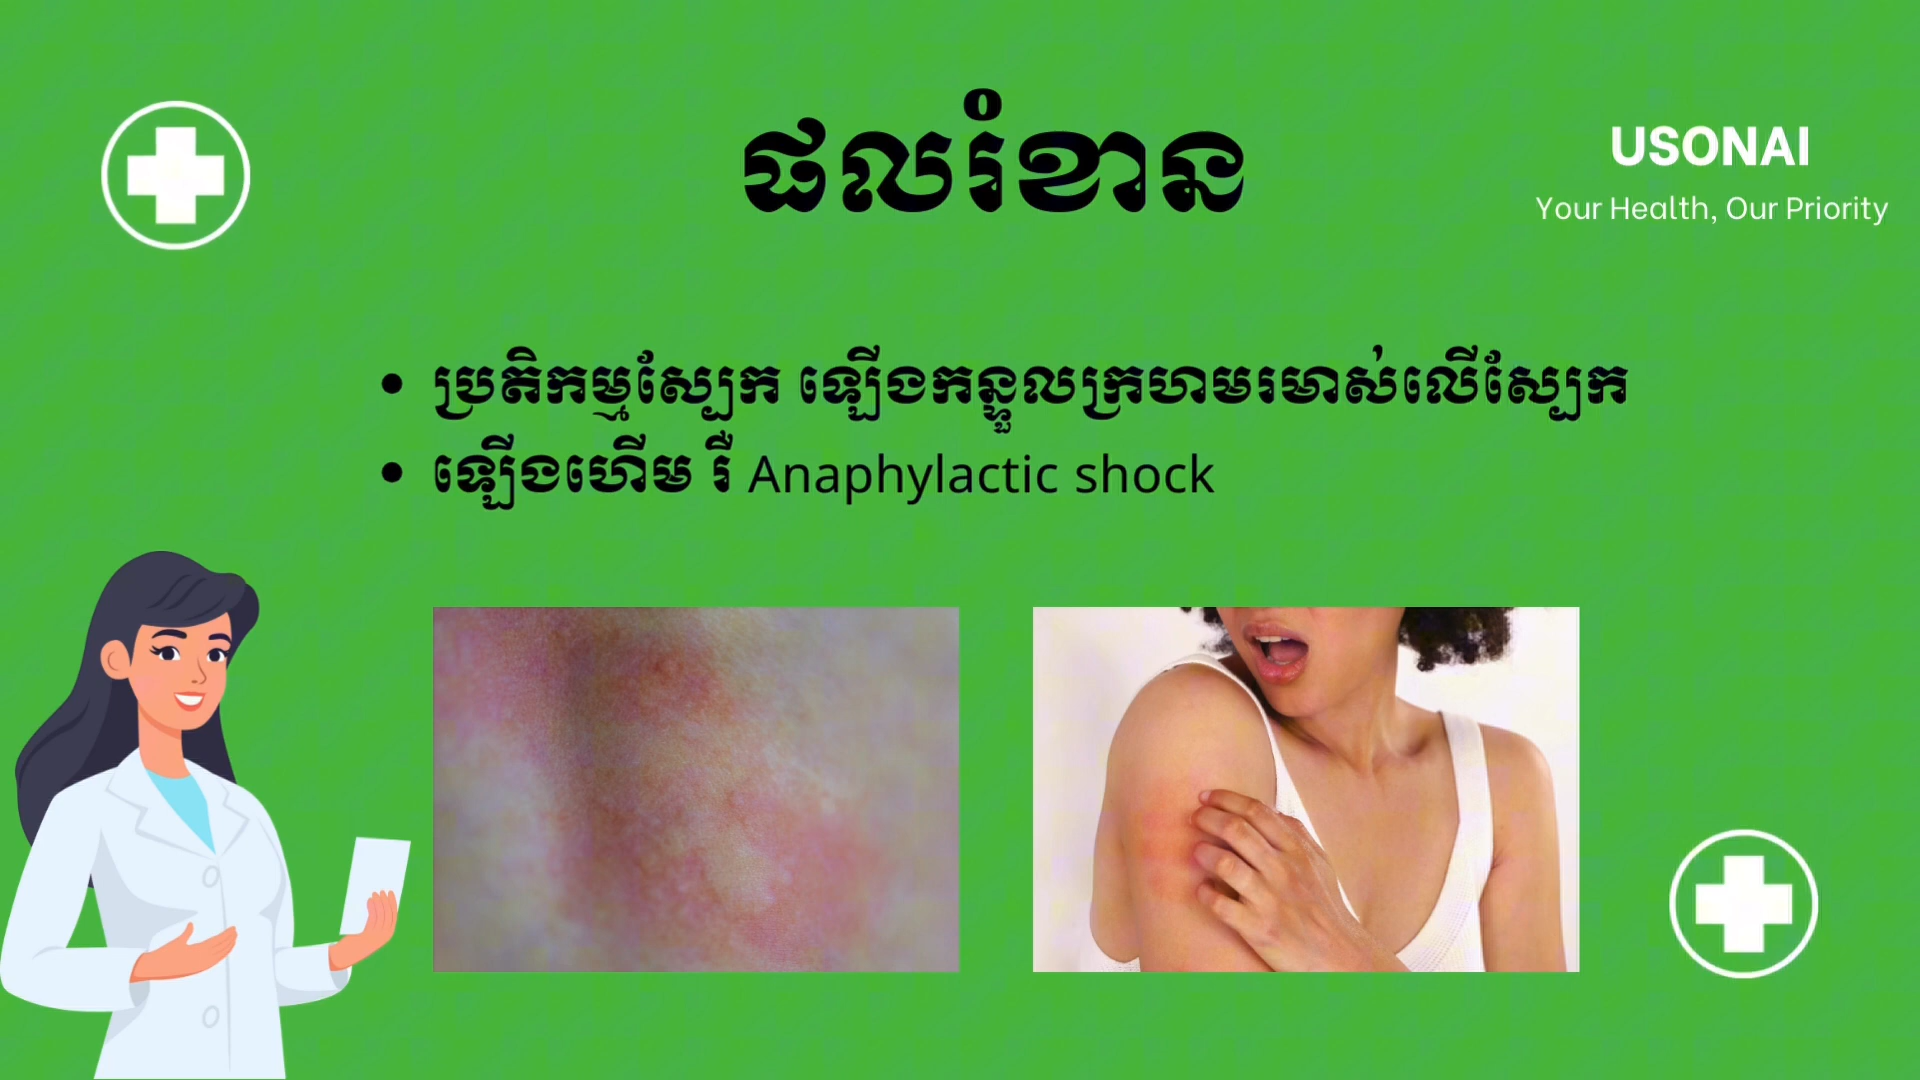 ផលរំខាន
USONAI
Your Health, Our Priority
• ប្រតិកម្មស្បែក ឡើងកន្ទួលក្រហមរមាស់លើស្បែក
• ឡើងហើម រឺ Anaphylactic shock